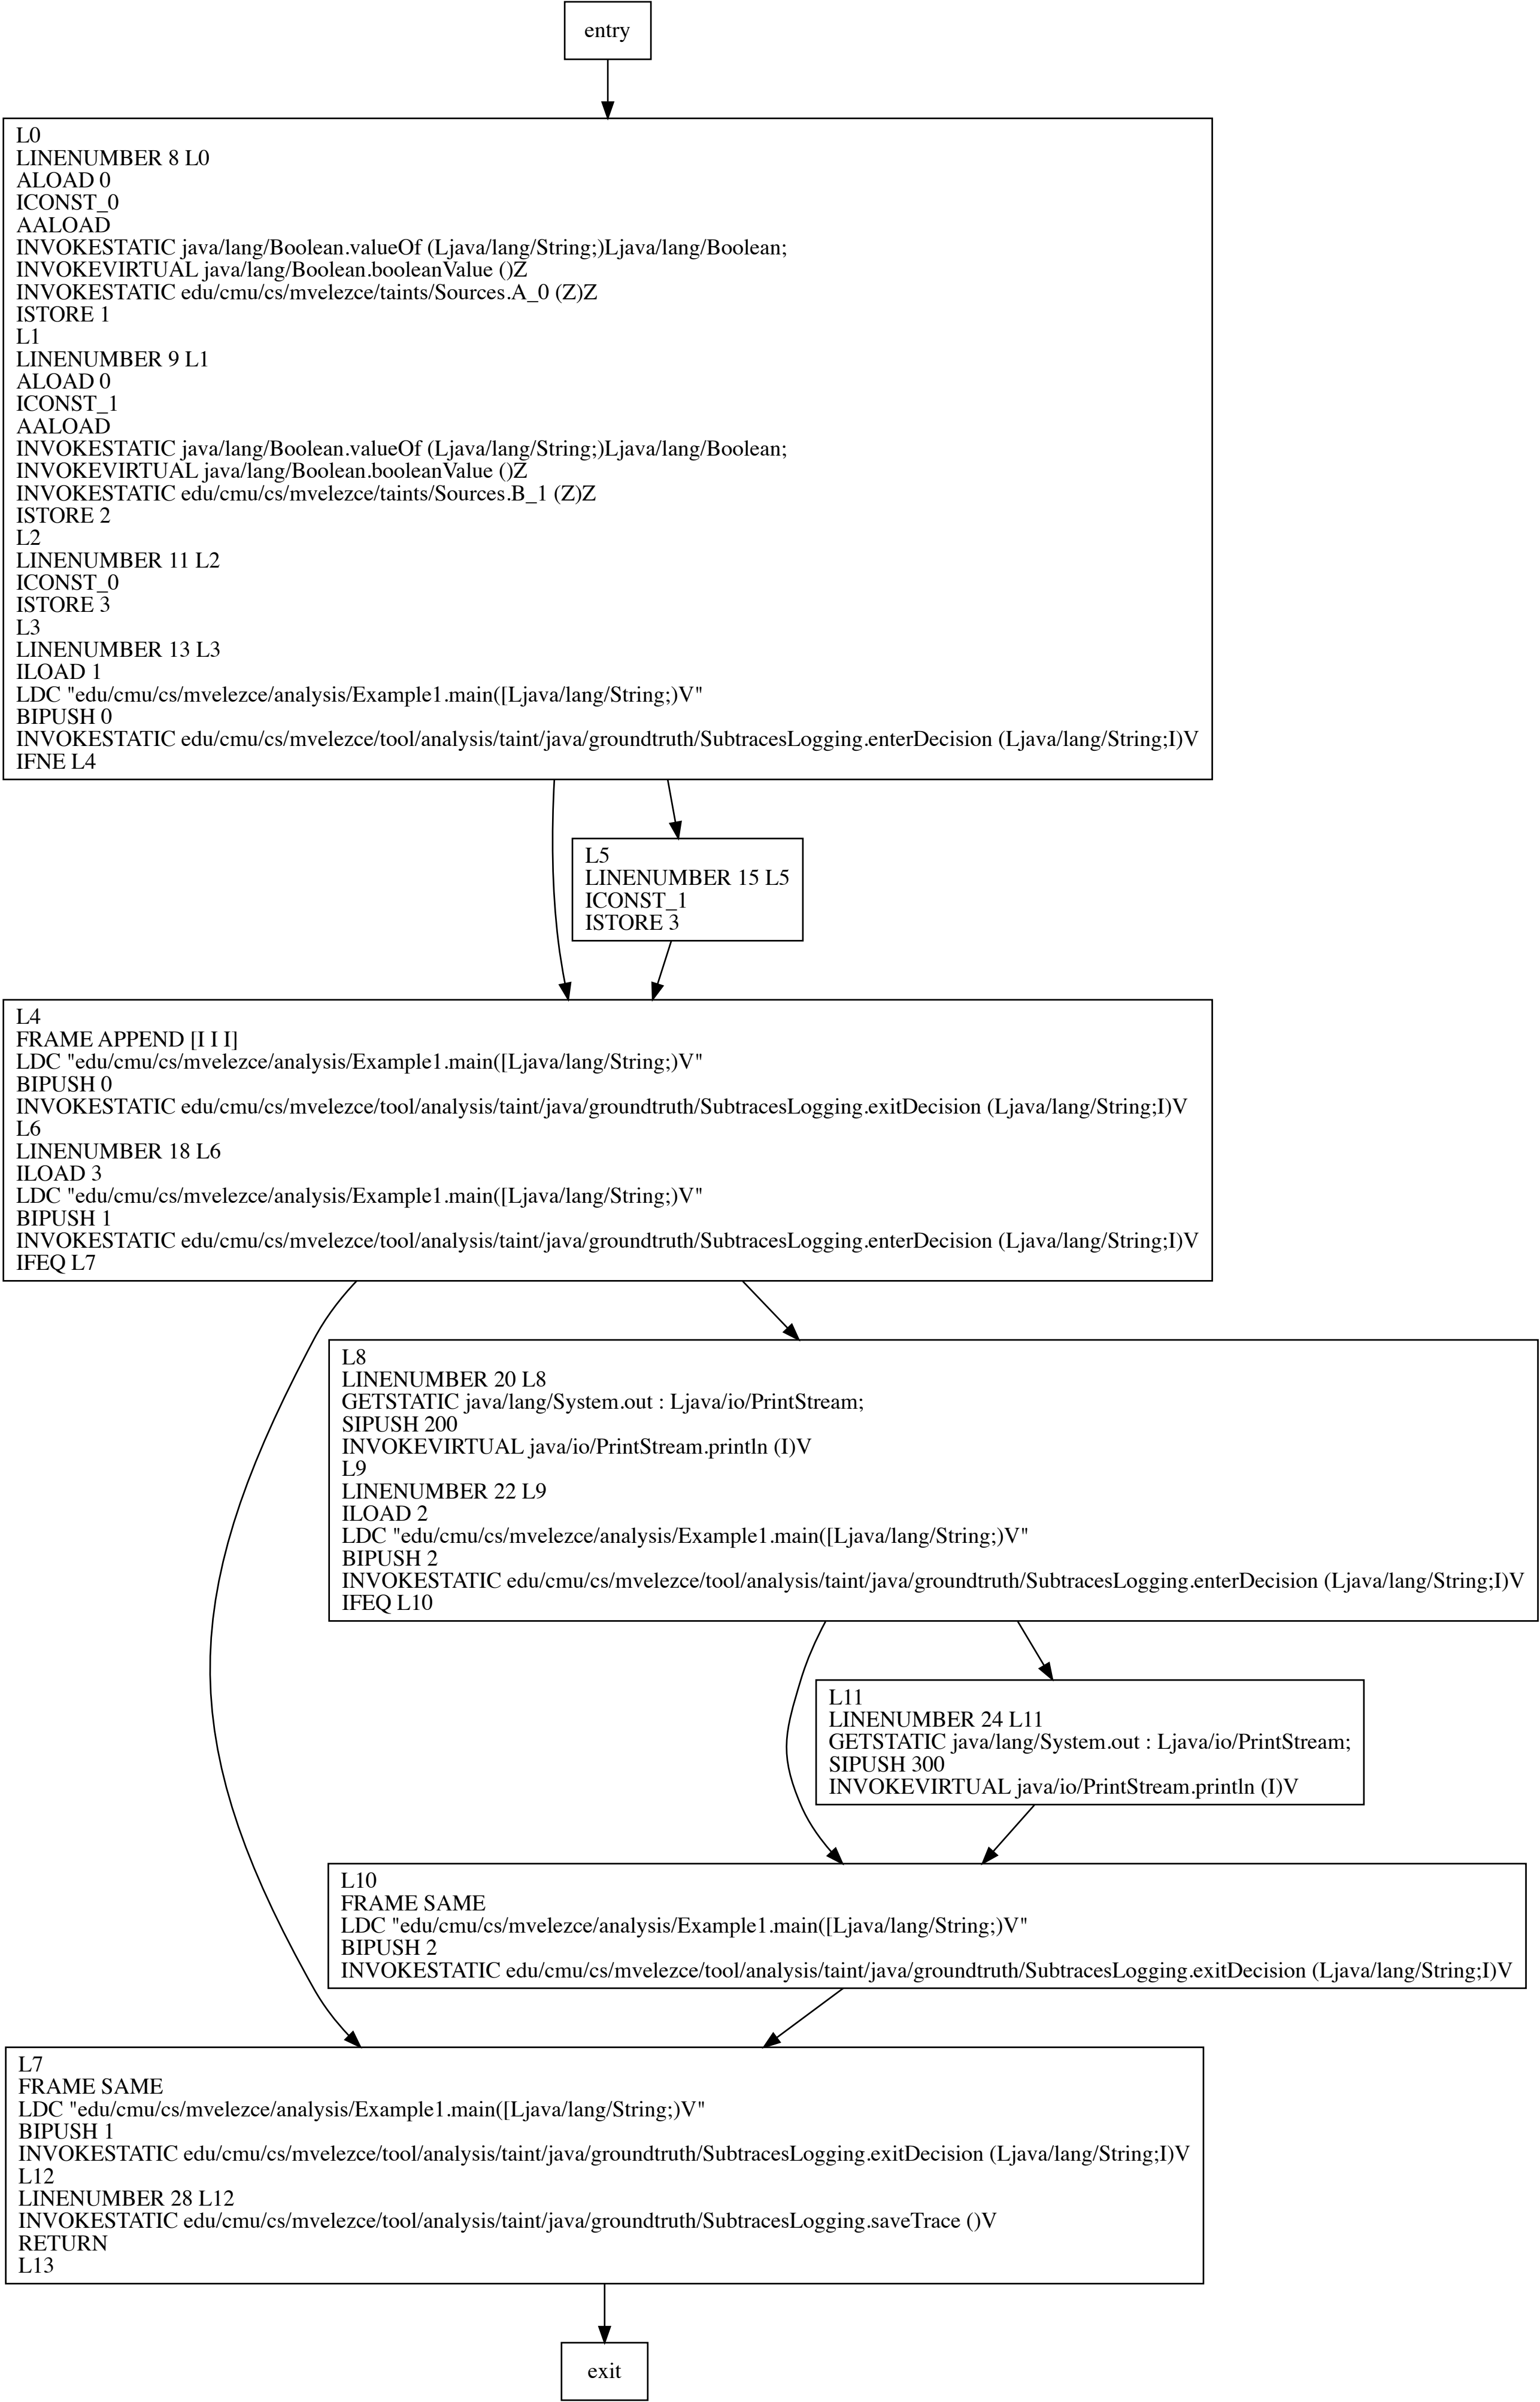 entry
L0
LINENUMBER 8 L0
ALOAD 0
ICONST_0
AALOAD
INVOKESTATIC java/lang/Boolean.valueOf (Ljava/lang/String;)Ljava/lang/Boolean;
INVOKEVIRTUAL java/lang/Boolean.booleanValue ()Z
INVOKESTATIC edu/cmu/cs/mvelezce/taints/Sources.A_0 (Z)Z
ISTORE 1
L1
LINENUMBER 9 L1
ALOAD 0
ICONST_1
AALOAD
INVOKESTATIC java/lang/Boolean.valueOf (Ljava/lang/String;)Ljava/lang/Boolean;
INVOKEVIRTUAL java/lang/Boolean.booleanValue ()Z
INVOKESTATIC edu/cmu/cs/mvelezce/taints/Sources.B_1 (Z)Z
ISTORE 2
L2
LINENUMBER 11 L2
ICONST_0
ISTORE 3
L3
LINENUMBER 13 L3
ILOAD 1
LDC "edu/cmu/cs/mvelezce/analysis/Example1.main([Ljava/lang/String;)V"
BIPUSH 0
INVOKESTATIC edu/cmu/cs/mvelezce/tool/analysis/taint/java/groundtruth/SubtracesLogging.enterDecision (Ljava/lang/String;I)V
IFNE L4
L5
LINENUMBER 15 L5
ICONST_1
ISTORE 3
L4
FRAME APPEND [I I I]
LDC "edu/cmu/cs/mvelezce/analysis/Example1.main([Ljava/lang/String;)V"
BIPUSH 0
INVOKESTATIC edu/cmu/cs/mvelezce/tool/analysis/taint/java/groundtruth/SubtracesLogging.exitDecision (Ljava/lang/String;I)V
L6
LINENUMBER 18 L6
ILOAD 3
LDC "edu/cmu/cs/mvelezce/analysis/Example1.main([Ljava/lang/String;)V"
BIPUSH 1
INVOKESTATIC edu/cmu/cs/mvelezce/tool/analysis/taint/java/groundtruth/SubtracesLogging.enterDecision (Ljava/lang/String;I)V
IFEQ L7
L8
LINENUMBER 20 L8
GETSTATIC java/lang/System.out : Ljava/io/PrintStream;
SIPUSH 200
INVOKEVIRTUAL java/io/PrintStream.println (I)V
L9
LINENUMBER 22 L9
ILOAD 2
LDC "edu/cmu/cs/mvelezce/analysis/Example1.main([Ljava/lang/String;)V"
BIPUSH 2
INVOKESTATIC edu/cmu/cs/mvelezce/tool/analysis/taint/java/groundtruth/SubtracesLogging.enterDecision (Ljava/lang/String;I)V
IFEQ L10
L11
LINENUMBER 24 L11
GETSTATIC java/lang/System.out : Ljava/io/PrintStream;
SIPUSH 300
INVOKEVIRTUAL java/io/PrintStream.println (I)V
L10
FRAME SAME
LDC "edu/cmu/cs/mvelezce/analysis/Example1.main([Ljava/lang/String;)V"
BIPUSH 2
INVOKESTATIC edu/cmu/cs/mvelezce/tool/analysis/taint/java/groundtruth/SubtracesLogging.exitDecision (Ljava/lang/String;I)V
L7
FRAME SAME
LDC "edu/cmu/cs/mvelezce/analysis/Example1.main([Ljava/lang/String;)V"
BIPUSH 1
INVOKESTATIC edu/cmu/cs/mvelezce/tool/analysis/taint/java/groundtruth/SubtracesLogging.exitDecision (Ljava/lang/String;I)V
L12
LINENUMBER 28 L12
INVOKESTATIC edu/cmu/cs/mvelezce/tool/analysis/taint/java/groundtruth/SubtracesLogging.saveTrace ()V
RETURN
L13
exit